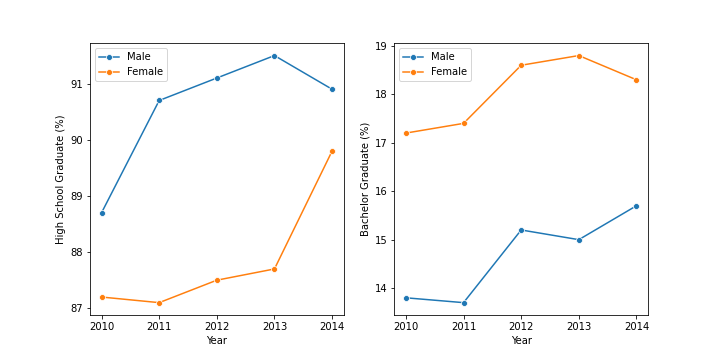 Male
Female
High School Graduate (%)
91
90
89
88
87
2010 2011 2012 2013 2014
Year
Male
Female
Bachelor Graduate (%)
19
18
17
16
15
14
2010 2011 2012 2013 2014
Year